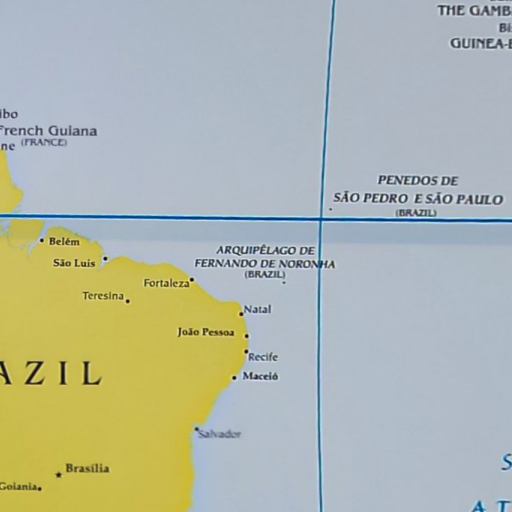 THE GAMB
Bi
GUINEA-B
ibo
French Guiana
ne (FRANCE)
PENEDOS DE
SÃO PEDRO E SÃO PAULO
(BRAZIL)
Belém
São Luis
ARQUIPÊLAGO DE
FERNANDO DE NORONHA
(BRAZIL)
Fortaleza
Teresina
Natal
João Pessoa
Recife
AZIL
Maceió
Salvador
Brasília
Goiania
S
A T